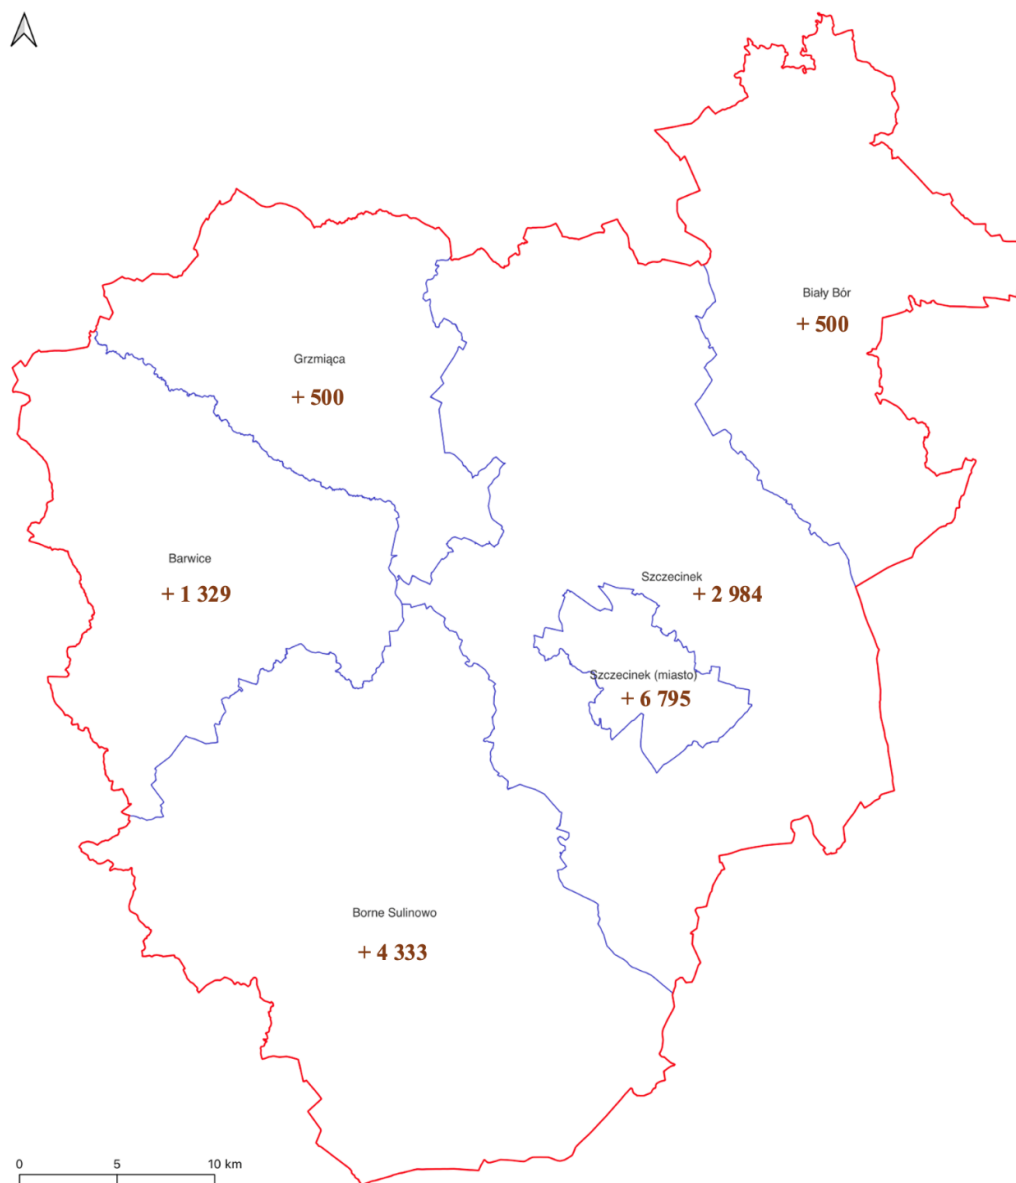 Biały Bór
+ 500
Grzmiąca
+ 500
Barwice
+ 1 329
Szczecinek
+ 2 984
Szczecinek (miasto)
+ 6 795
Borne Sulinowo
+ 4 333
0 5 10 km